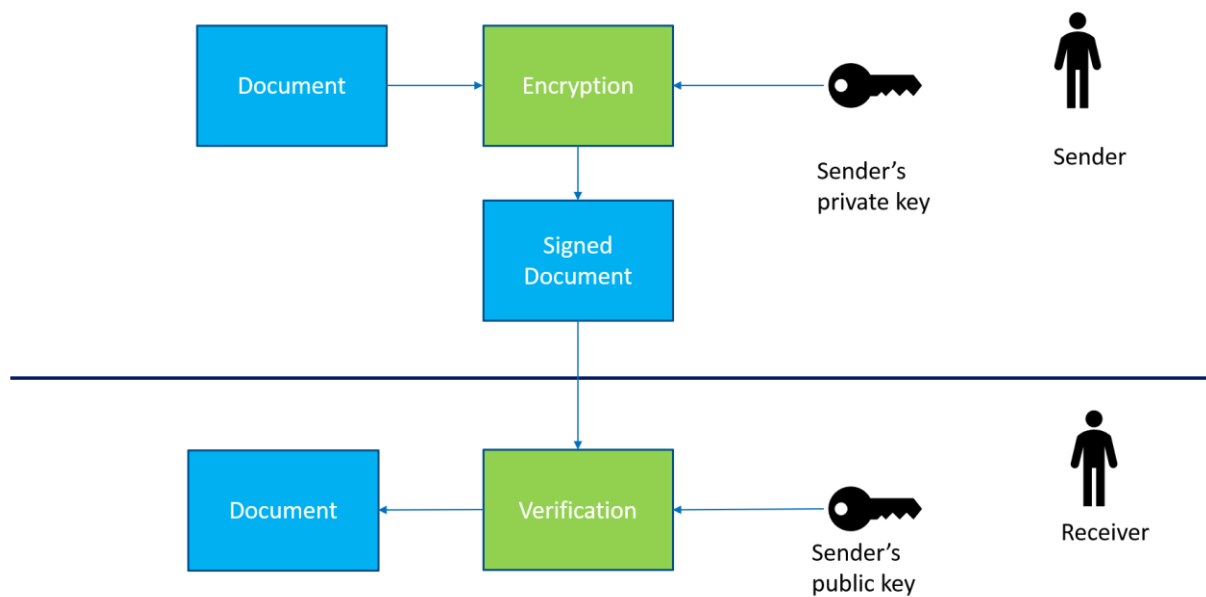 Document
Encryption
Sender’s
private key
Sender
Signed
Document
Document
Verification
Sender’s
public key
Receiver